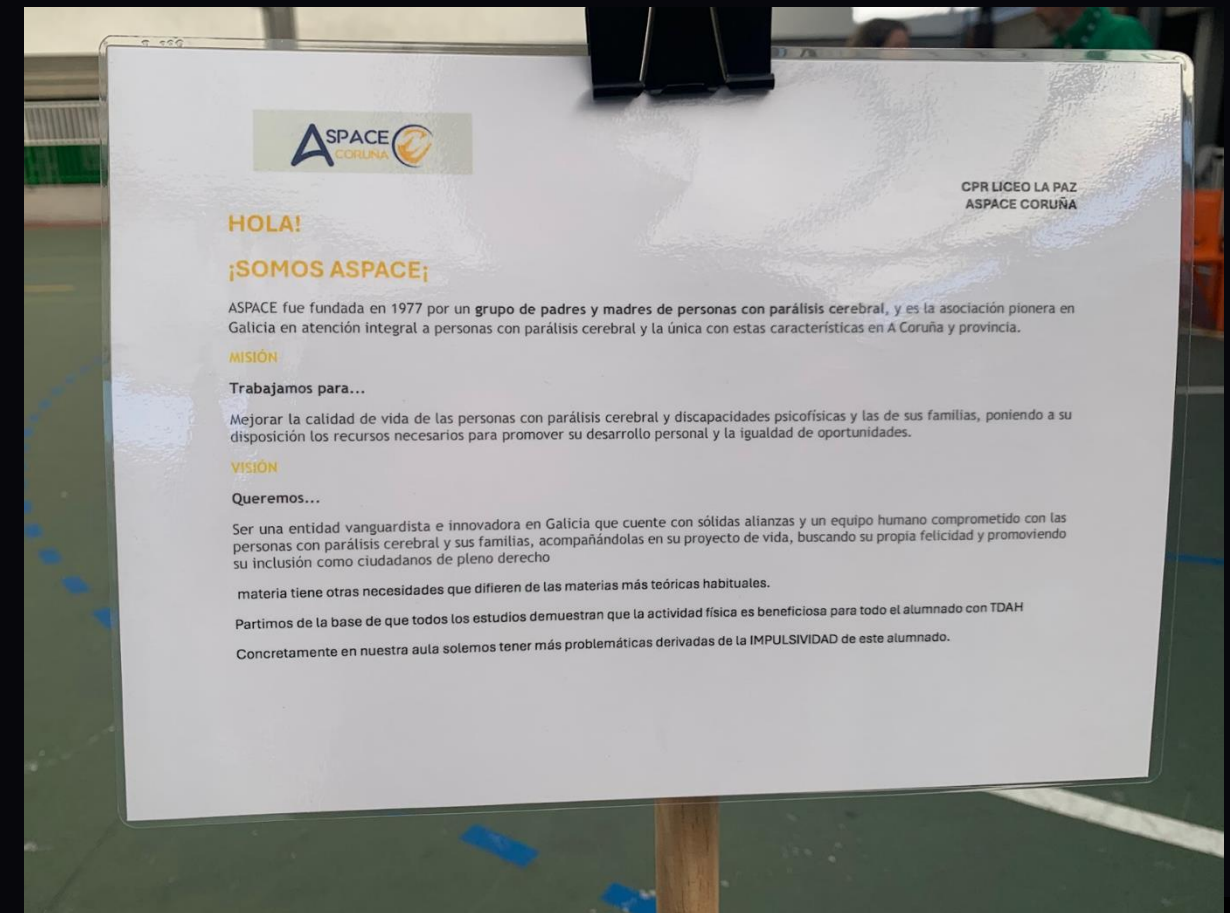 ASPACE
CORUÑA
CPR LICEO LA PAZ
ASPACE CORUÑA
HOLA!
¡SOMOS ASPACE¡
ASPACE fue fundada en 1977 por un grupo de padres y madres de personas con parálisis cerebral, y es la asociación pionera en
Galicia en atención integral a personas con parálisis cerebral y la única con estas características en A Coruña y provincia.
MISIÓN
Trabajamos para...
Mejorar la calidad de vida de las personas con parálisis cerebral y discapacidades psicofísicas y las de sus familias, poniendo a su
disposición los recursos necesarios para promover su desarrollo personal y la igualdad de oportunidades.
VISIÓN
Queremos...
Ser una entidad vanguardista e innovadora en Galicia que cuente con sólidas alianzas y un equipo humano comprometido con las
personas con parálisis cerebral y sus familias, acompañándolas en su proyecto de vida, buscando su propia felicidad y promoviendo
su inclusión como ciudadanos de pleno derecho
materia tiene otras necesidades que difieren de las materias más teóricas habituales.
Partimos de la base de que todos los estudios demuestran que la actividad física es beneficiosa para todo el alumnado con TDAH
Concretamente en nuestra aula solemos tener más problemáticas derivadas de la IMPULSIVIDAD de este alumnado.